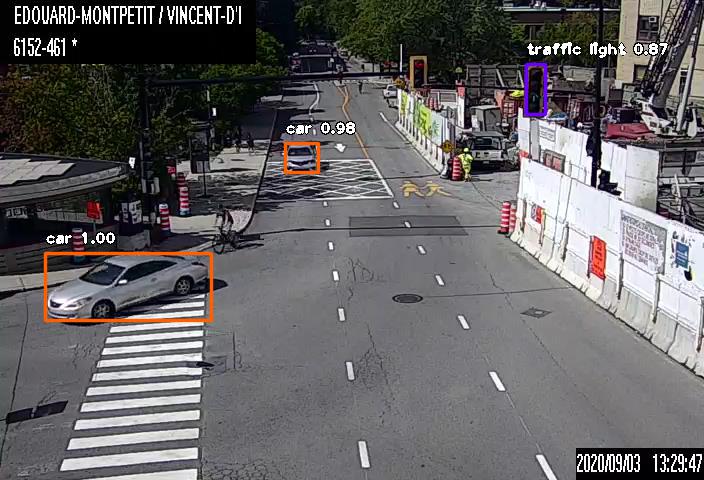 EDOUARD-MONTPETIT / VINCENT-D'I
6152-461 *
traffic light 0.87
car 0.98
car 1.00
2020/09/03 13:29:47